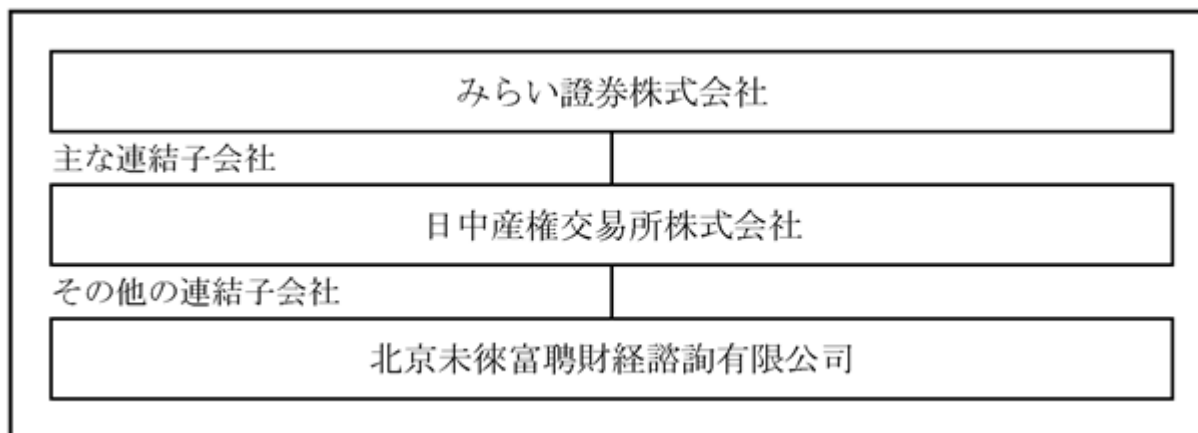 みらい證券株式会社
主な連結子会社
日中産権交易所株式会社
その他の連結子会社
北京未徠富聘財経諮詢有限公司